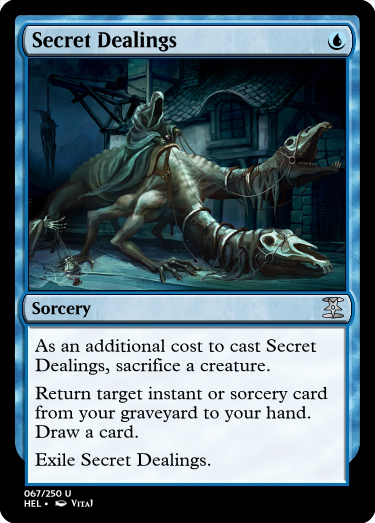 Secret Dealings
Sorcery
As an additional cost to cast Secret
Dealings, sacrifice a creature.
Return target instant or sorcery card
from your graveyard to your hand.
Draw a card.
Exile Secret Dealings.
067/250 U
HEL • VitaJ